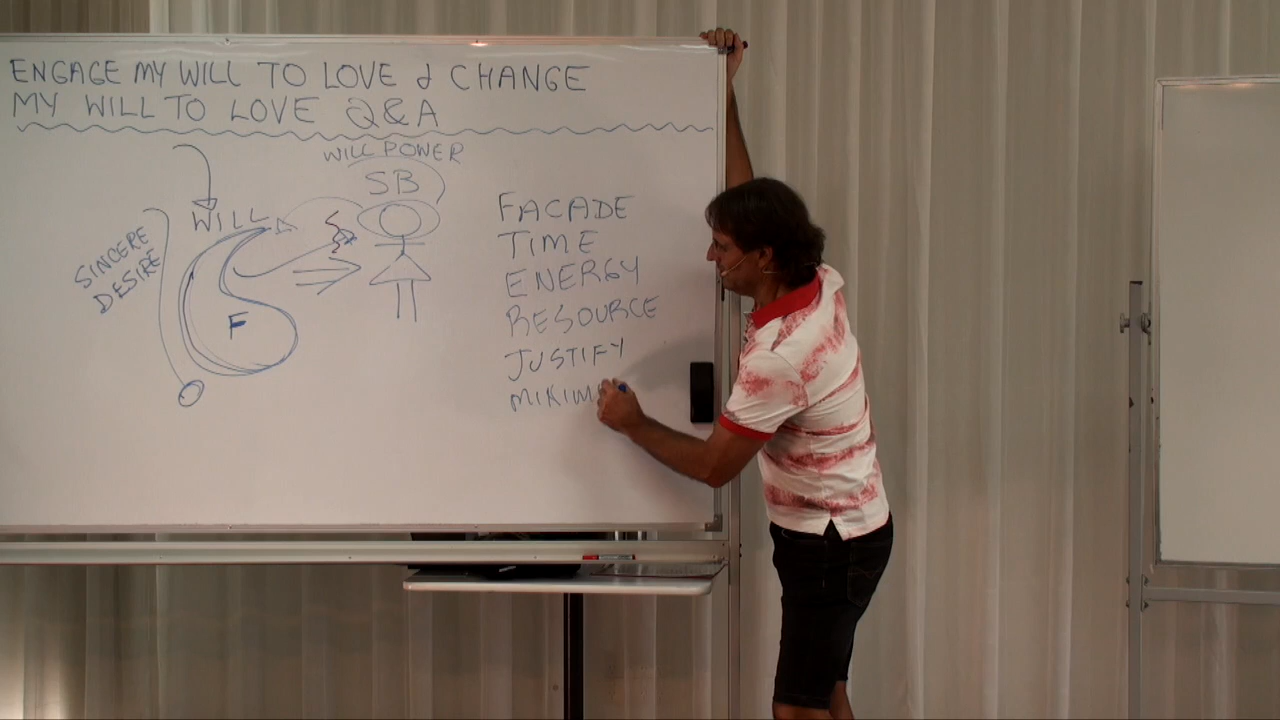 ENGAGE MY WILL TO LOVE & CHANGE
MY WILL TO LOVE Q&A
WILL POWER
SB
WILL
SINCERE
DESIRE
F
FACADE
TIME
ENERGY
RESOURCE
JUSTIFY
MINIM